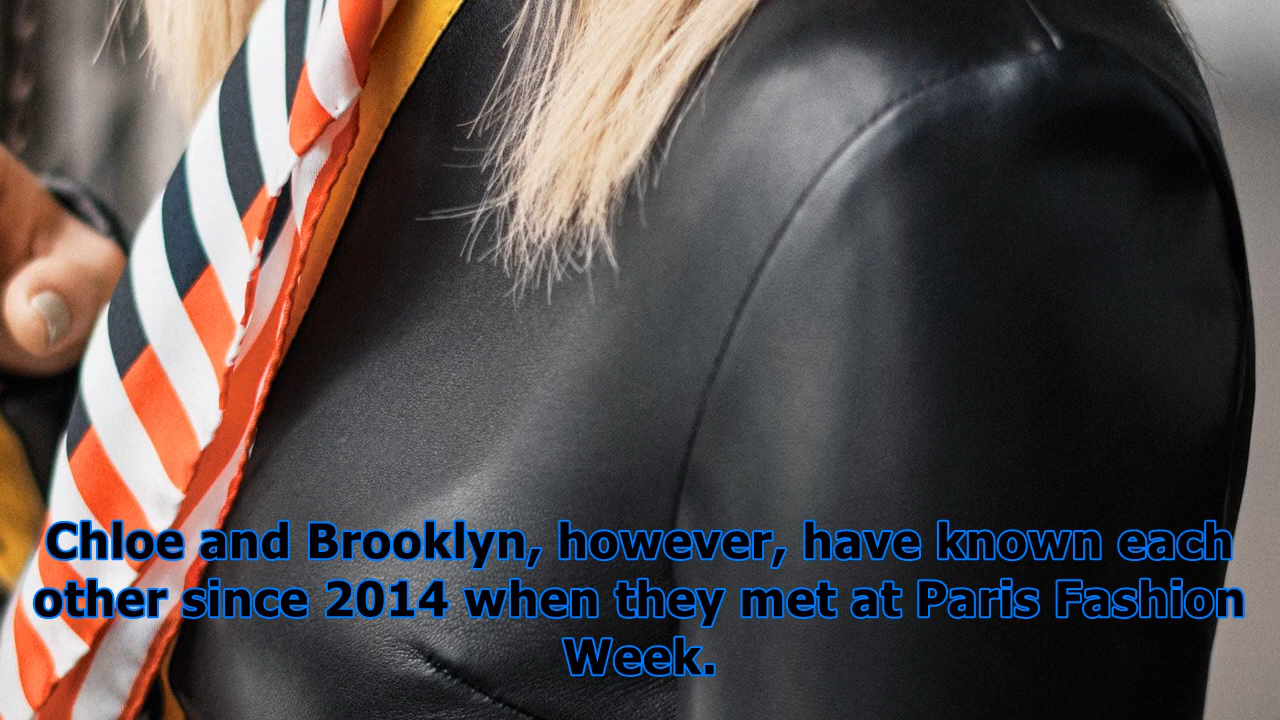 Chloe and Brooklyn, however, have known each
other since 2014 when they met at Paris Fashion
Week.